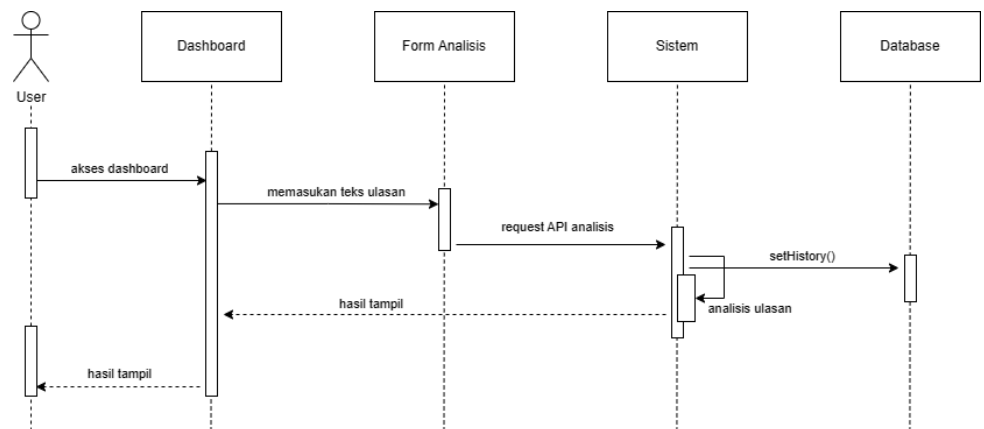 Dashboard
Form Analisis
Sistem
Database
User
akses dashboard
memasukan teks ulasan
request API analisis
setHistory()
analisis ulasan
hasil tampil
hasil tampil